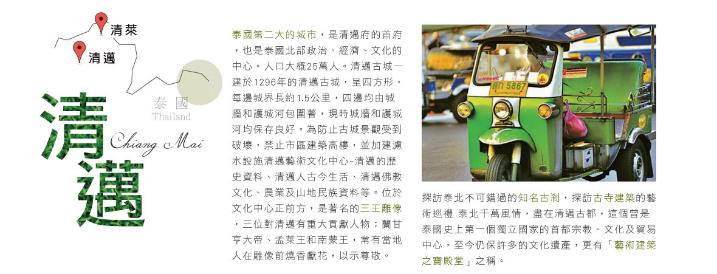 清萊
清邁
泰國
Thailand
清邁
Chiang Mai
泰國第二大的城市，是清邁府的首府
，也是泰國北部政治、經濟、文化的
中心。人口大概25萬人。清邁古城—
建於1296年的清邁古城，呈四方形，
每邊城界長約1.5公里，四邊均由城
牆和護城河包圍著，現時城牆和護城
河均保存良好。為防止古城景觀受到
破壞，禁止市區建築高樓，並加建濾
水設施清邁藝術文化中心-清邁的歷
史資料、清邁人古今生活、清邁佛教
文化、農業及山地民族資料等。位於
文化中心正前方，是著名的三王雕像
，三位對清邁有重大貢獻人物：蘭甘
亨大帝、孟萊王和南蒙王，常有當地
人在雕像前燒香獻花，以示尊敬。
5867
探訪泰北不可錯過的知名古剎，探訪古寺建築的藝
術巡禮 泰北千萬風情，盡在清邁古都，這個曾是
泰國史上第一個獨立國家的首都宗教、文化及貿易
中心，至今仍保許多的文化遺產，更有「藝術建築
之寶殿堂」之稱。